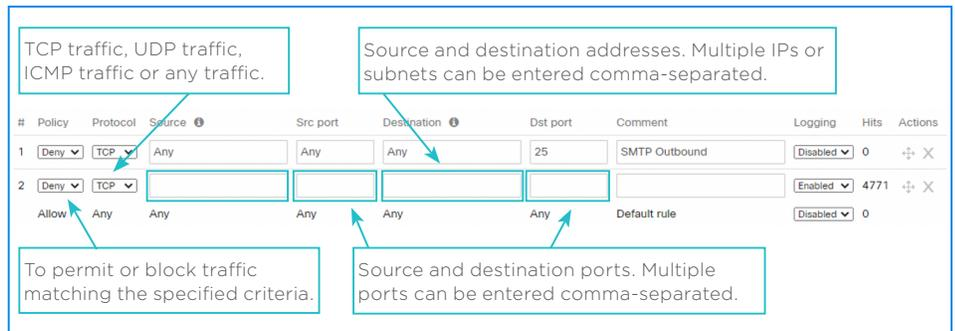 TCP traffic, UDP traffic,
ICMP traffic or any traffic.
Source and destination addresses. Multiple IPs or
subnets can be entered comma-separated.
# Policy Protocol Source Src port Destination Dst port Comment Logging Hits Actions
1 Deny TCP Any Any Any 25 SMTP Outbound Disabled 0
2 Deny TCP Enabled 4771
Allow Any Any Any Any Any Default rule Disabled 0
To permit or block traffic
matching the specified criteria.
Source and destination ports. Multiple
ports can be entered comma-separated.